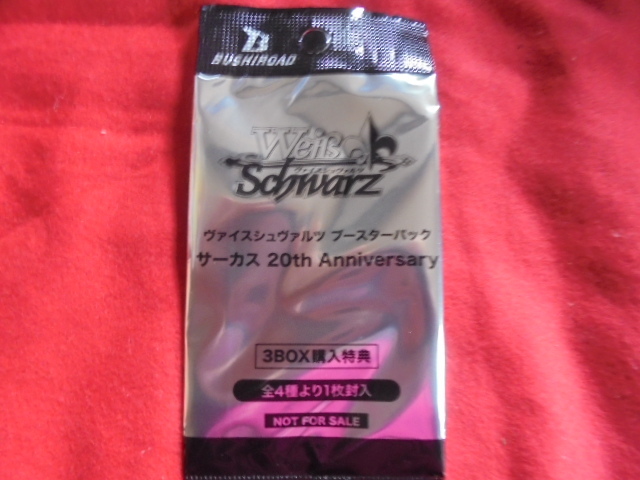 BUSHIROAD
Weiß
ヴァイスシュヴァルツ
Schwarz
ヴァイスシュヴァルツ ブースターパック
サーカス 20th Anniversary
3BOX購入特典
全4種より1枚封入
NOT FOR SALE